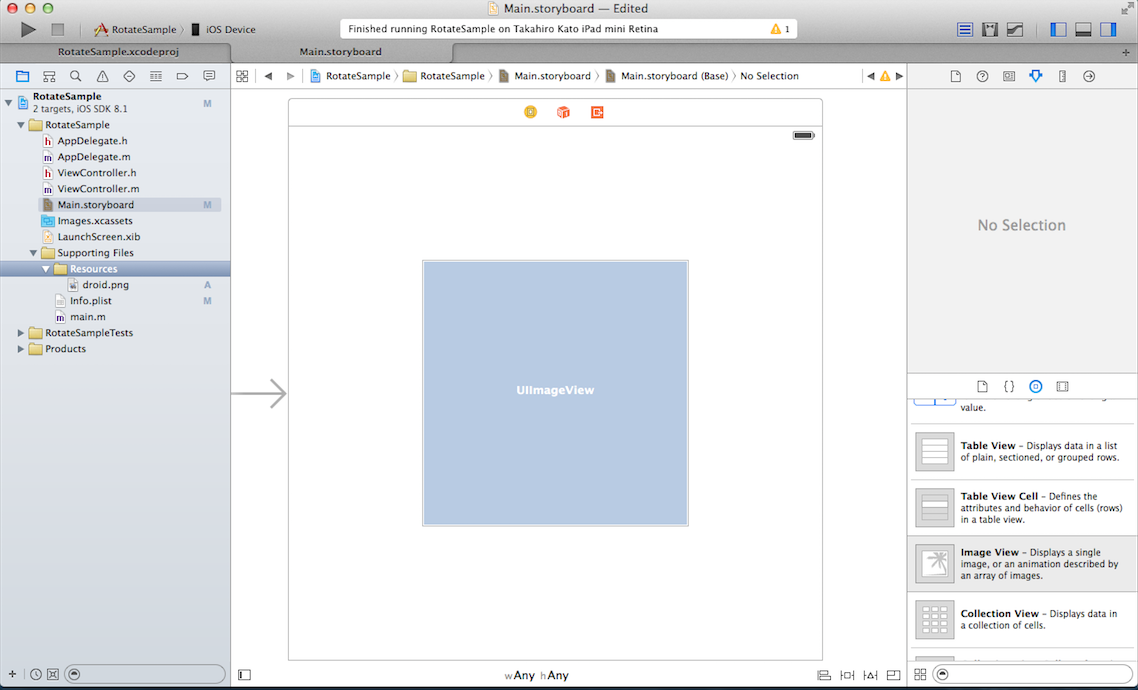 Main.storyboard — Edited
RotateSample 〉 iOS Device
Finished running RotateSample on Takahiro Kato iPad mini Retina
1
RotateSample.xcodeproj
Main.storyboard
RotateSample 〉 RotateSample 〉 Main.storyboard 〉 Main.storyboard (Base) 〉 No Selection
RotateSample
2 targets, iOS SDK 8.1
M
RotateSample
h AppDelegate.h
m AppDelegate.m
h ViewController.h
m ViewController.m
Main.storyboard M
Images.xcassets
LaunchScreen.xib
Supporting Files
Resources
droid.png A
Info.plist M
m main.m
RotateSampleTests
Products
UIImageView
wAny hAny
No Selection
{}
value.
Table View – Displays data in a list
of plain, sectioned, or grouped rows.
Table View Cell – Defines the
attributes and behavior of cells (rows)
in a table view.
Image View – Displays a single
image, or an animation described by
an array of images.
Collection View – Displays data in
a collection of cells.